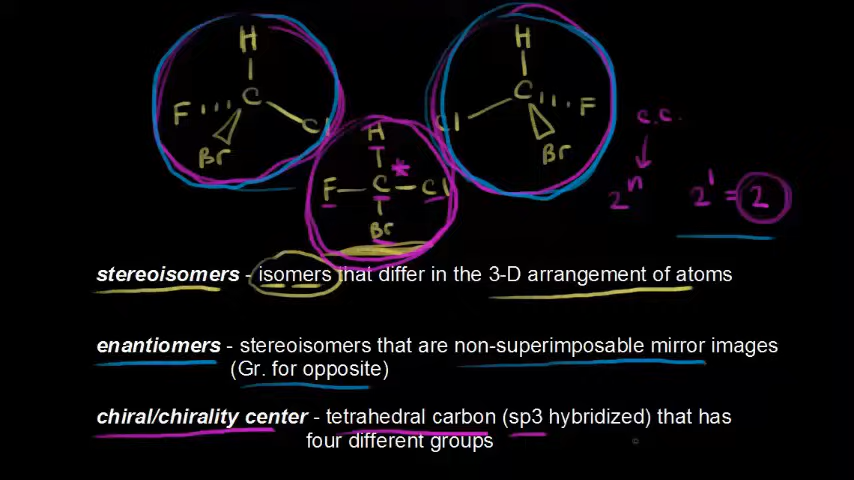 H H
F C Cl Cl C F
Br Br
c.c.
H
F C * Cl
Br
2^n 2^1 = 2
stereoisomers - isomers that differ in the 3-D arrangement of atoms
enantiomers - stereoisomers that are non-superimposable mirror images
(Gr. for opposite)
chiral/chirality center - tetrahedral carbon (sp3 hybridized) that has
four different groups